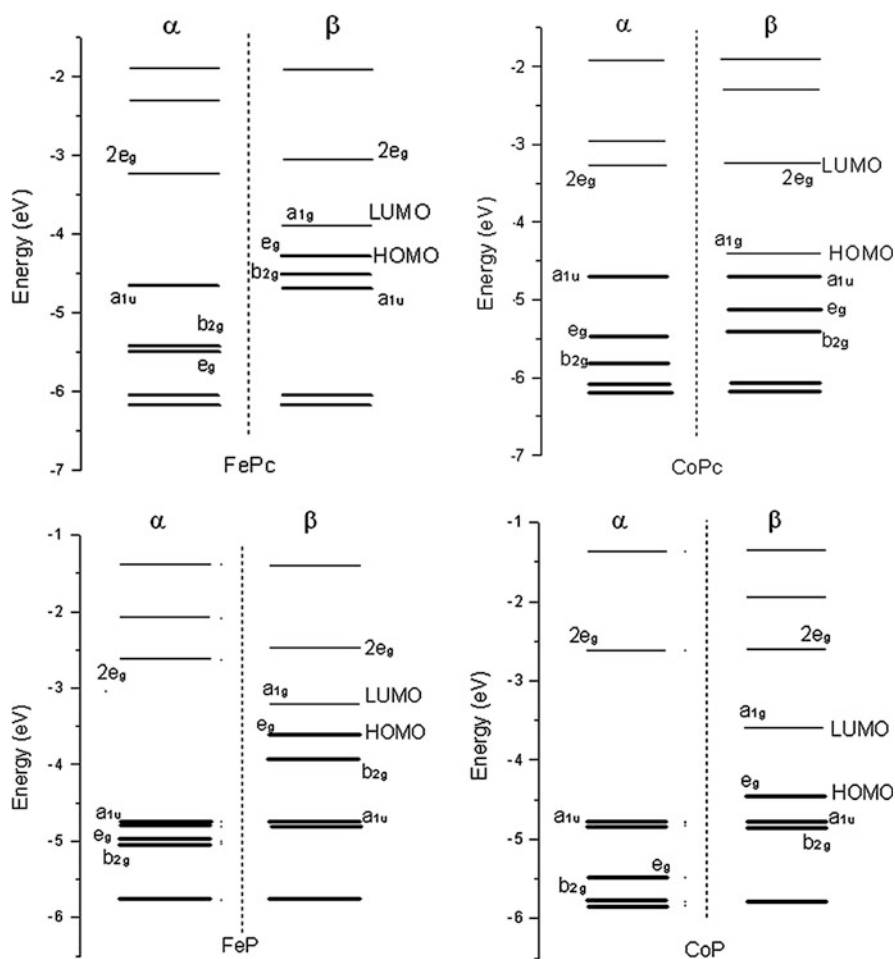 α β
-2
-3
-4
-5
-6
-7
Energy (eV)
2eg
a1u
b2g
eg
2eg
a1g LUMO
eg HOMO
b2g
a1u
FePc
α β
-2
-3
-4
-5
-6
-7
Energy (eV)
2eg
a1u
eg
b2g
LUMO
2eg
a1g HOMO
a1u
eg
b2g
CoPc
α β
-1
-2
-3
-4
-5
-6
Energy (eV)
2eg
a1u
eg
b2g
2eg
a1g LUMO
eg HOMO
b2g
a1u
FeP
α β
-1
-2
-3
-4
-5
-6
Energy (eV)
2eg
a1u
eg
b2g
2eg
a1g LUMO
eg HOMO
a1u
b2g
CoP